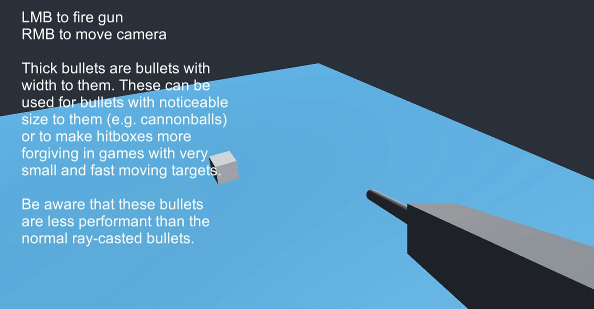 LMB to fire gun
RMB to move camera
Thick bullets are bullets with
width to them. These can be
used for bullets with noticeable
size to them (e.g. cannonballs)
or to make hitboxes more
forgiving in games with very
small and fast moving targets.
Be aware that these bullets
are less performant than the
normal ray-casted bullets.